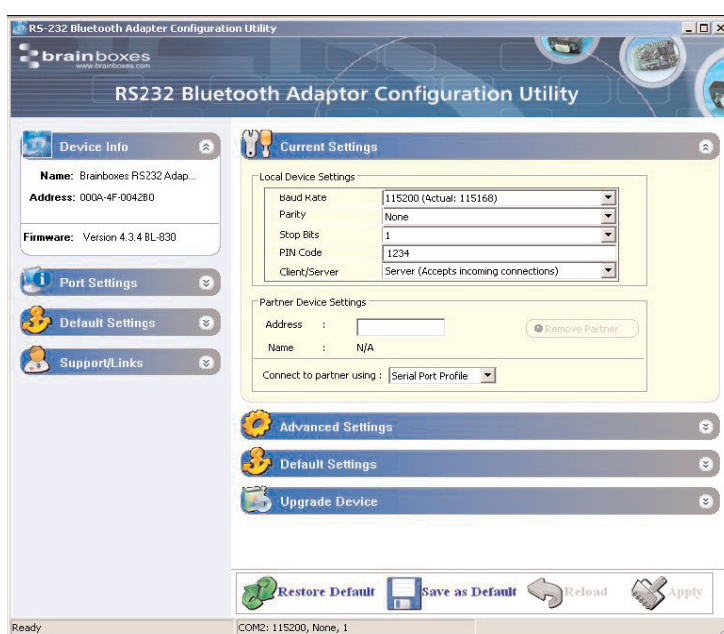 RS-232 Bluetooth Adapter Configuration Utility
brainboxes
www.brainboxes.com
RS232 Bluetooth Adaptor Configuration Utility
Device Info
Name: Brainboxes RS232 Adap...
Address: 000A-4F-0042B0
Firmware: Version 4.3.4 BL-830
Port Settings
Default Settings
Support/Links
Current Settings
Local Device Settings
Baud Rate 115200 (Actual: 115168)
Parity None
Stop Bits 1
PIN Code 1234
Client/Server Server (Accepts incoming connections)
Partner Device Settings
Address :
Remove Partner
Name : N/A
Connect to partner using : Serial Port Profile
Advanced Settings
Default Settings
Upgrade Device
Restore Default Save as Default Reload Apply
Ready COM2: 115200, None, 1